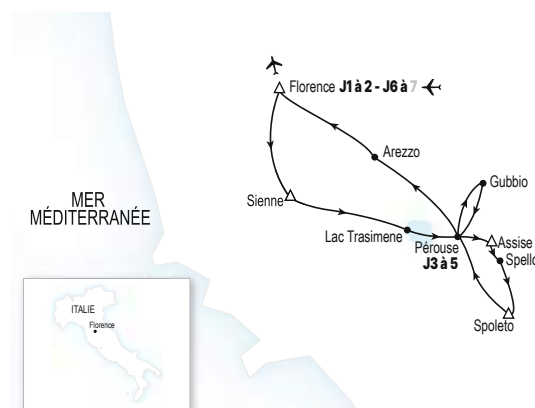 Florence J1 à 2 - J6 à 7
Arezzo
Gubbio
Sienne
MER
MÉDITERRANÉE
Lac Trasimene
Pérouse
J3 à 5
Assise
Spello
Spoleto
ITALIE
Florence